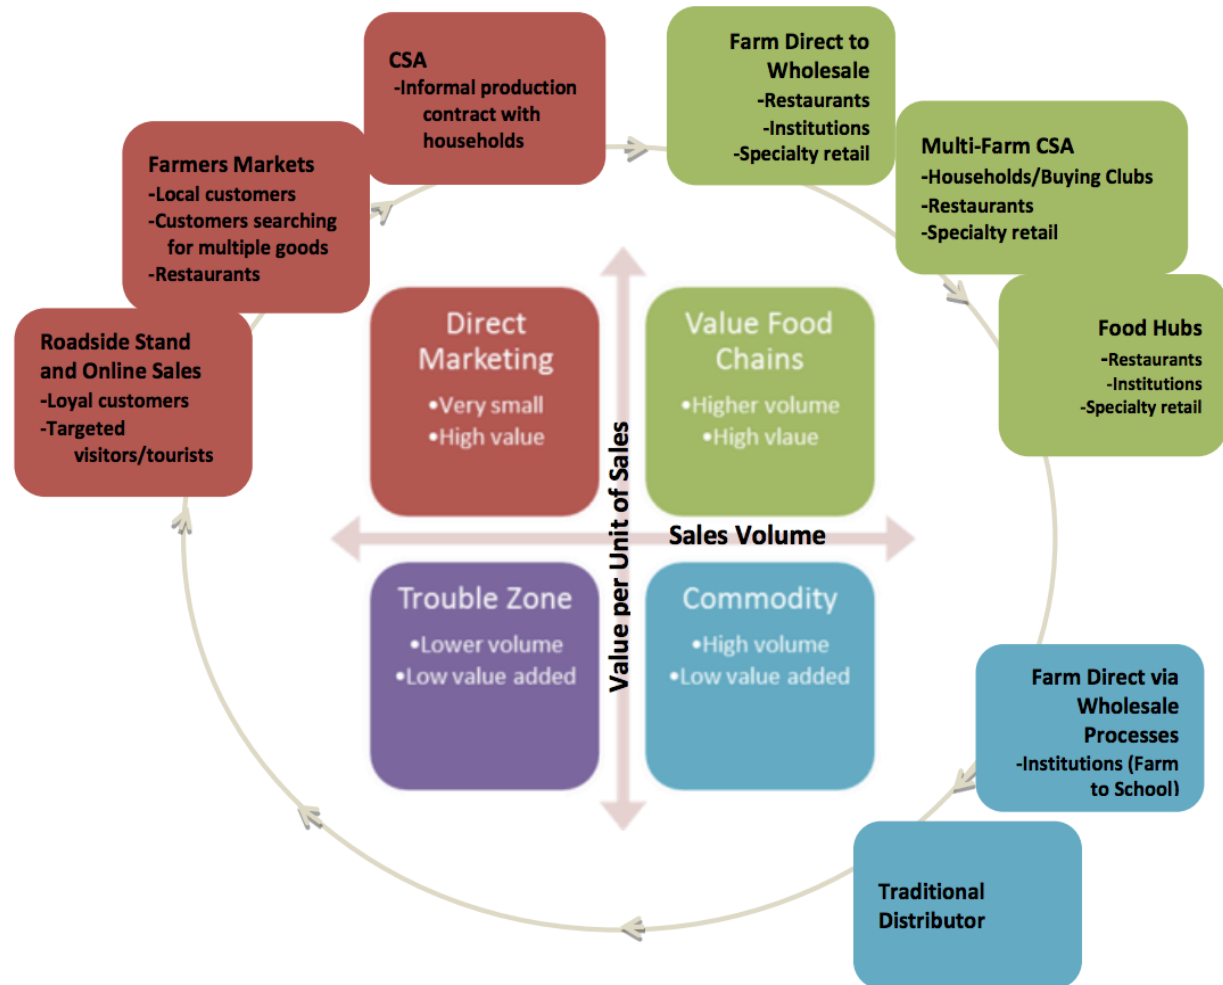 CSA
-Informal production
contract with
households
Farm Direct to
Wholesale
-Restaurants
-Institutions
-Specialty retail
Farmers Markets
-Local customers
-Customers searching
for multiple goods
-Restaurants
Multi-Farm CSA
-Households/Buying Clubs
-Restaurants
-Specialty retail
Roadside Stand
and Online Sales
-Loyal customers
-Targeted
visitors/tourists
Food Hubs
-Restaurants
-Institutions
-Specialty retail
Direct
Marketing
•Very small
•High value
Value Food
Chains
•Higher volume
•High vlaue
Value per Unit of Sales
Sales Volume
Trouble Zone
•Lower volume
•Low value added
Commodity
•High volume
•Low value added
Farm Direct via
Wholesale
Processes
-Institutions (Farm
to School)
Traditional
Distributor